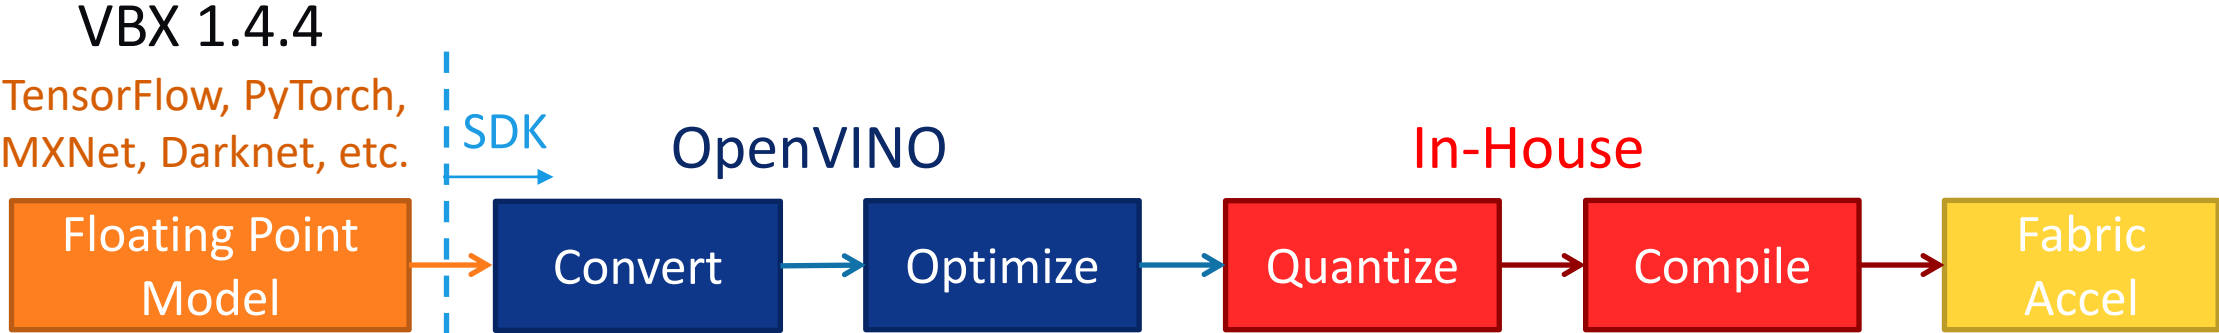 VBX 1.4.4
TensorFlow, PyTorch,
MXNet, Darknet, etc.
SDK
OpenVINO
In-House
Floating Point
Model
Convert
Optimize
Quantize
Compile
Fabric
Accel